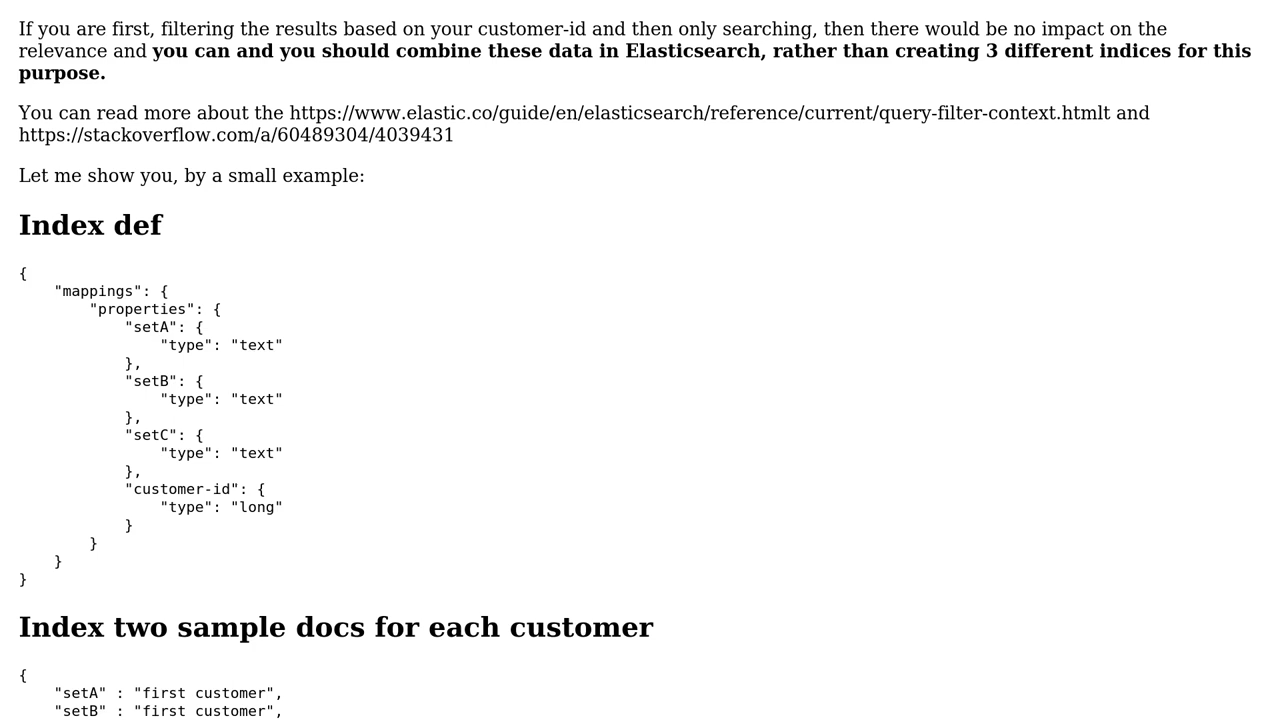 If you are first, filtering the results based on your customer-id and then only searching, then there would be no impact on the
relevance and you can and you should combine these data in Elasticsearch, rather than creating 3 different indices for this
purpose.
You can read more about the https://www.elastic.co/guide/en/elasticsearch/reference/current/query-filter-context.htmlt and
https://stackoverflow.com/a/60489304/4039431
Let me show you, by a small example:
Index def
{
    "mappings": {
        "properties": {
            "setA": {
                "type": "text"
            },
            "setB": {
                "type": "text"
            },
            "setC": {
                "type": "text"
            },
            "customer-id": {
                "type": "long"
            }
        }
    }
}
Index two sample docs for each customer
{
    "setA" : "first customer",
    "setB" : "first customer",